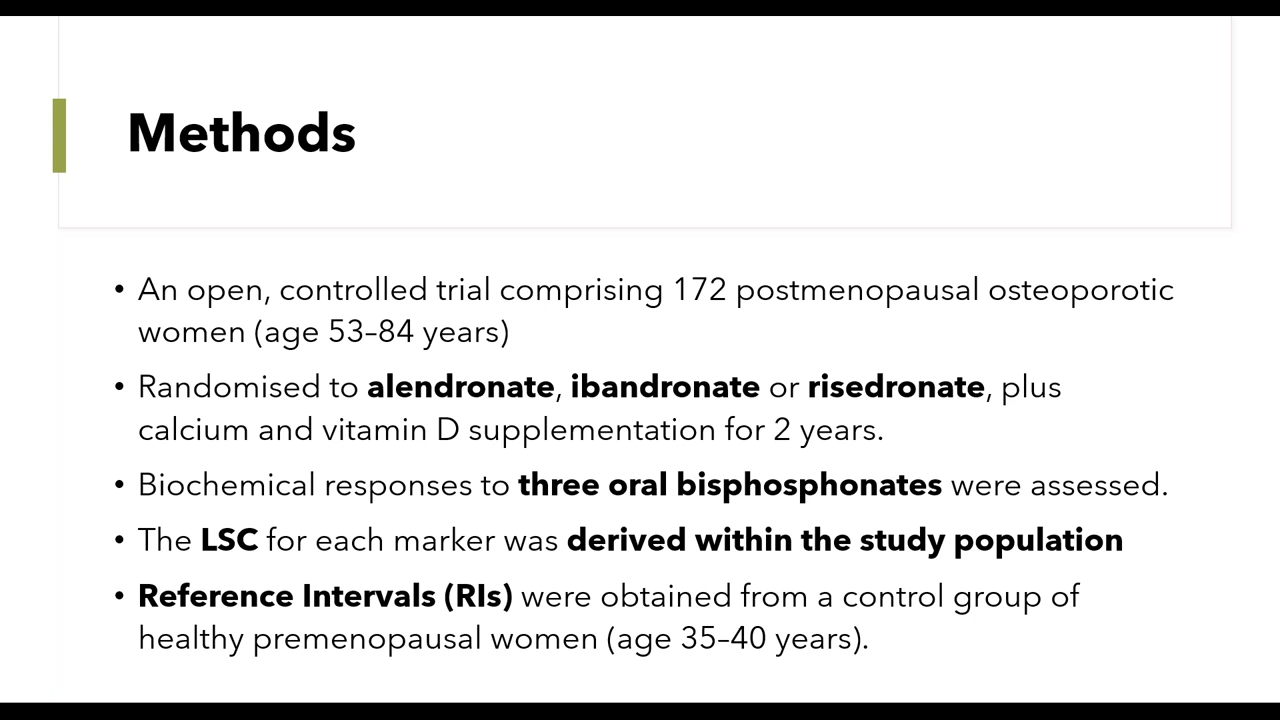 Methods
• An open, controlled trial comprising 172 postmenopausal osteoporotic
women (age 53–84 years)
• Randomised to alendronate, ibandronate or risedronate, plus
calcium and vitamin D supplementation for 2 years.
• Biochemical responses to three oral bisphosphonates were assessed.
• The LSC for each marker was derived within the study population
• Reference Intervals (RIs) were obtained from a control group of
healthy premenopausal women (age 35–40 years).